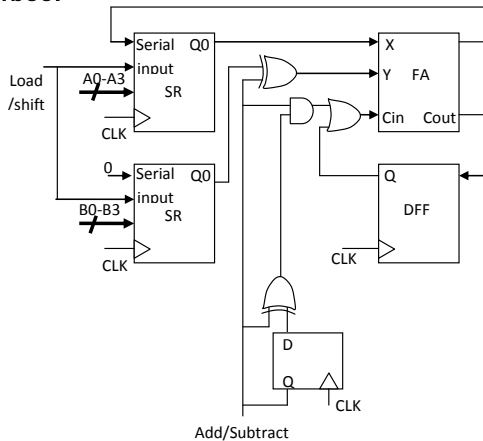 Serial Q0
input
SR
CLK
Load
/shift
A0-A3
0
Serial Q0
input
SR
B0-B3
CLK
X
FA
Y
Cin Cout
Q
DFF
CLK
D
Q
CLK
Add/Subtract